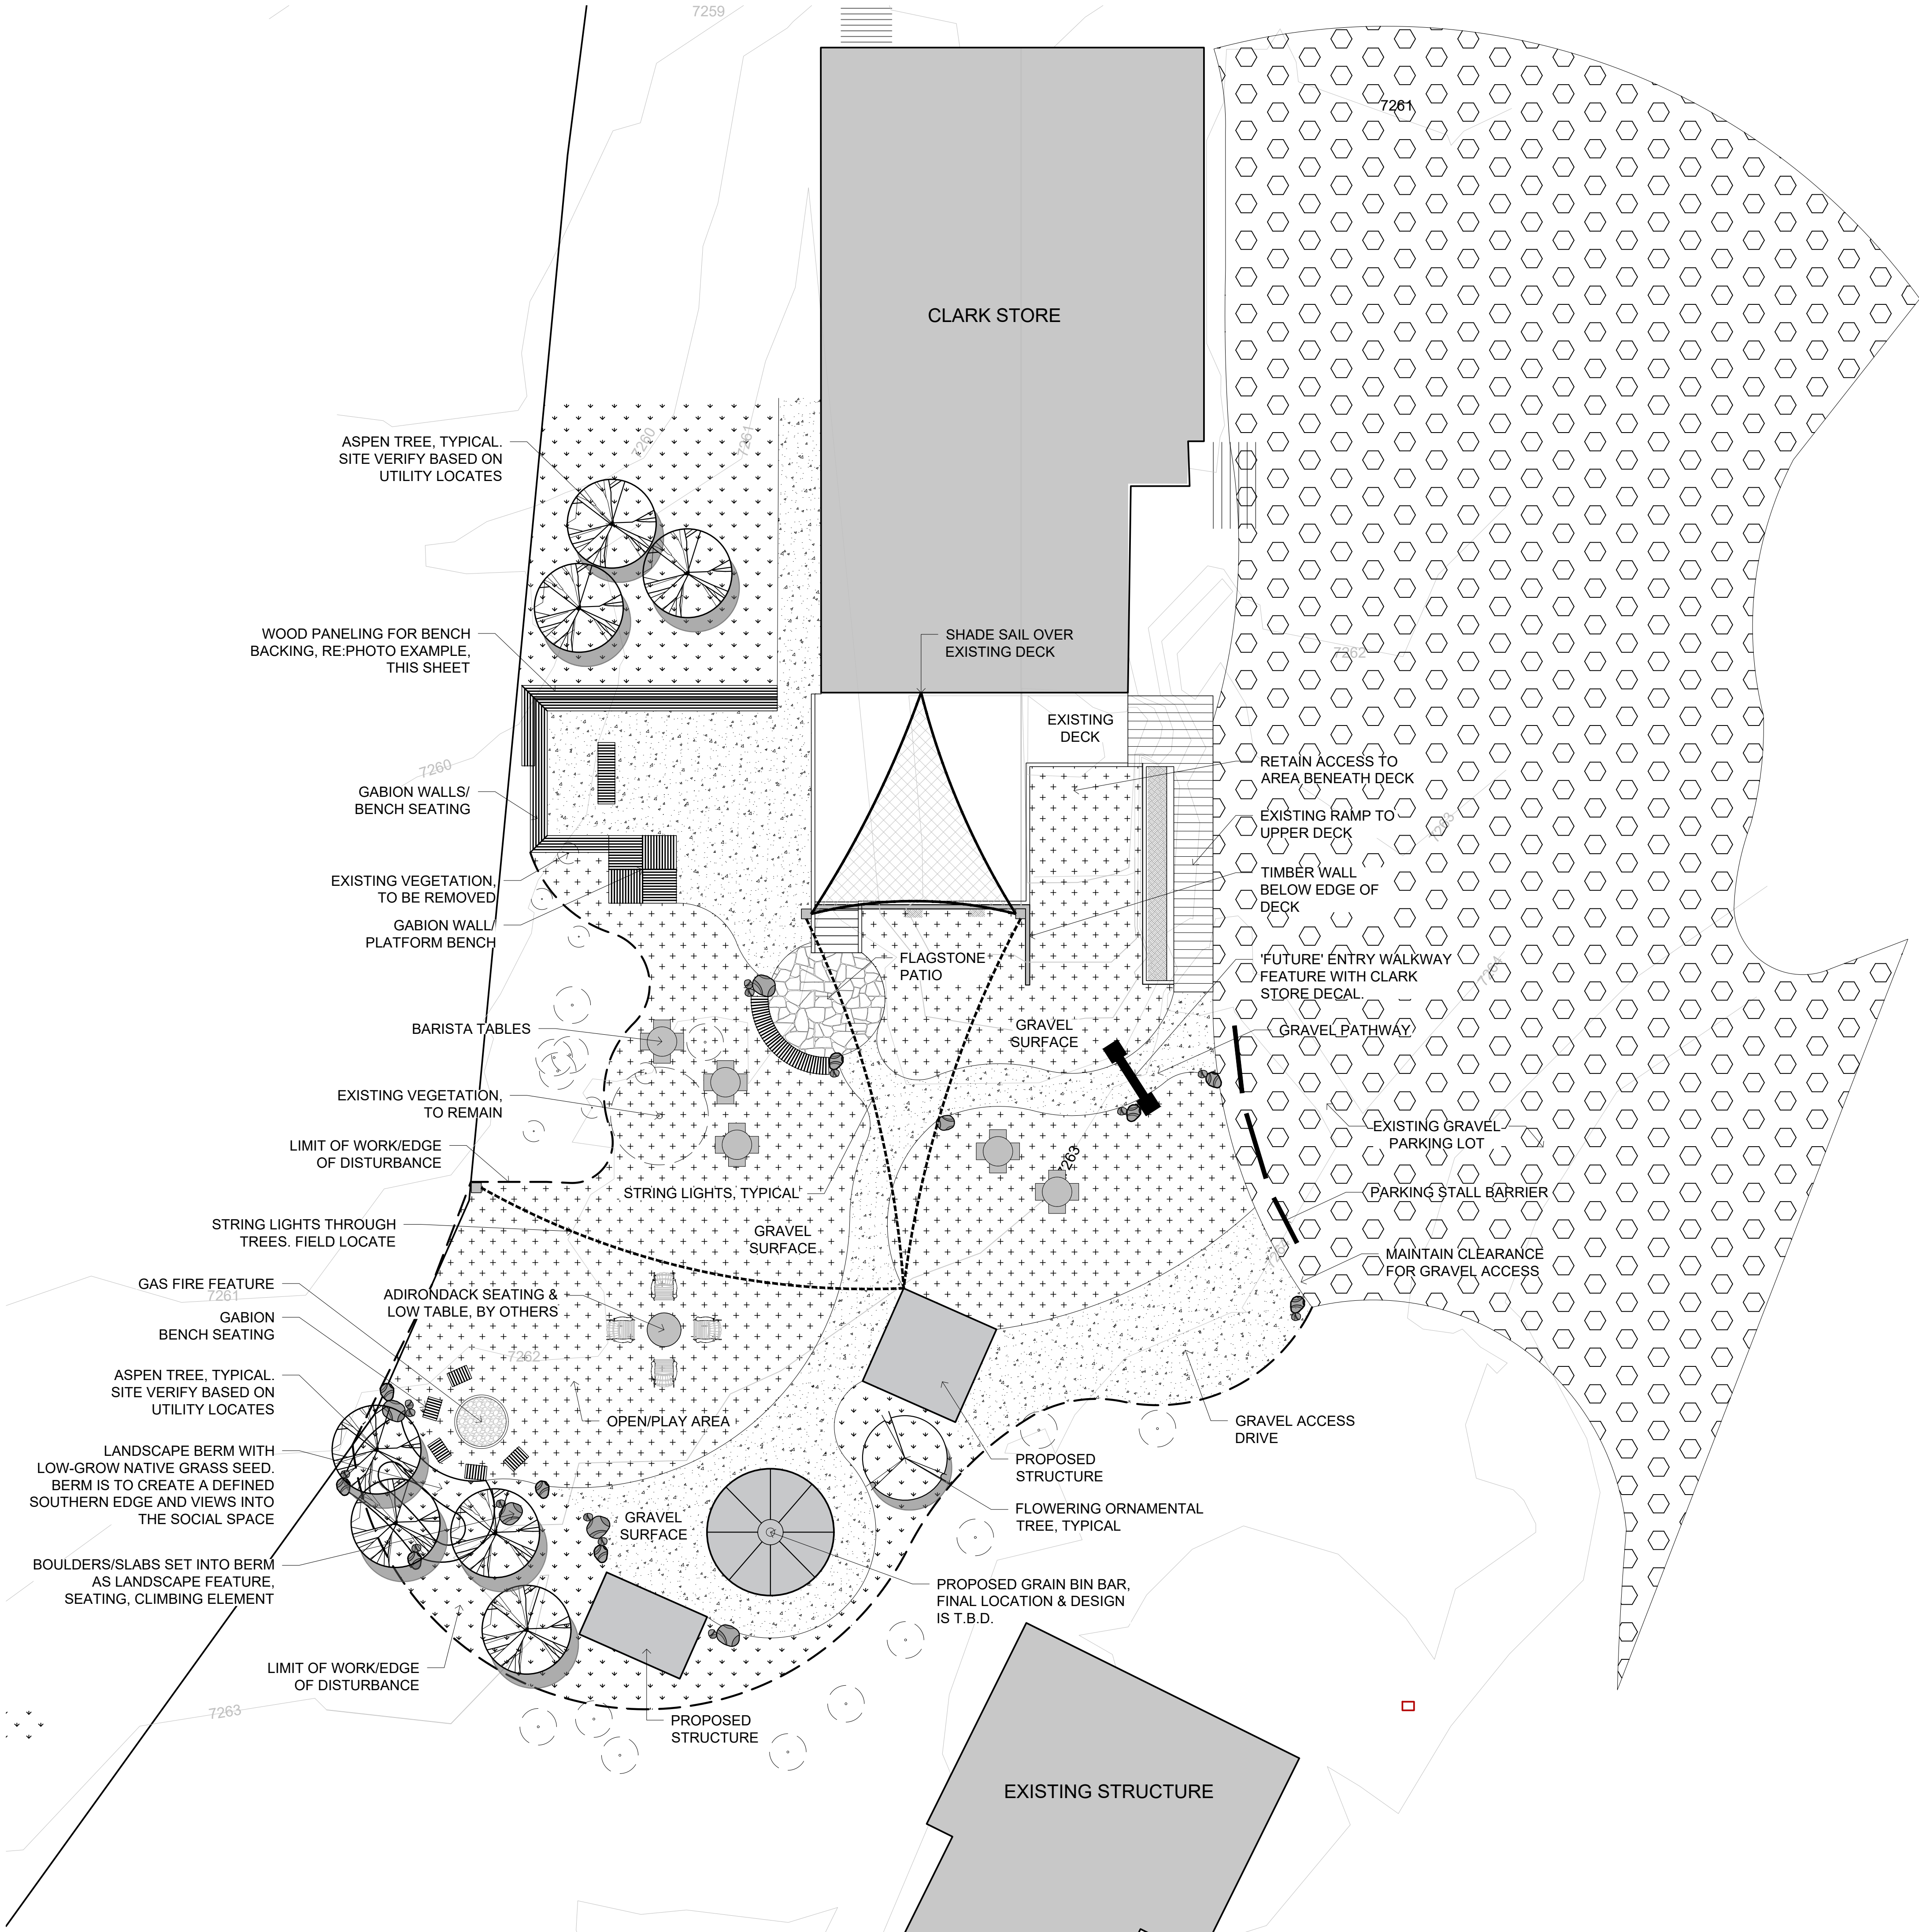 7259
7261
CLARK STORE
7260
7261
ASPEN TREE, TYPICAL.
SITE VERIFY BASED ON
UTILITY LOCATES
WOOD PANELING FOR BENCH
BACKING, RE:PHOTO EXAMPLE,
THIS SHEET
SHADE SAIL OVER
EXISTING DECK
7262
EXISTING
DECK
7260
RETAIN ACCESS TO
AREA BENEATH DECK
GABION WALLS/
BENCH SEATING
EXISTING RAMP TO
UPPER DECK
7263
EXISTING VEGETATION,
TO BE REMOVED
TIMBER WALL
BELOW EDGE OF
DECK
GABION WALL/
PLATFORM BENCH
FLAGSTONE
PATIO
'FUTURE' ENTRY WALKWAY
FEATURE WITH CLARK
STORE DECAL.
7264
BARISTA TABLES
GRAVEL
SURFACE
GRAVEL PATHWAY
EXISTING VEGETATION,
TO REMAIN
EXISTING GRAVEL
PARKING LOT
LIMIT OF WORK/EDGE
OF DISTURBANCE
7263
STRING LIGHTS, TYPICAL
PARKING STALL BARRIER
STRING LIGHTS THROUGH
TREES. FIELD LOCATE
GRAVEL
SURFACE
MAINTAIN CLEARANCE
FOR GRAVEL ACCESS
GAS FIRE FEATURE
7261
ADIRONDACK SEATING &
LOW TABLE, BY OTHERS
GABION
BENCH SEATING
7262
ASPEN TREE, TYPICAL.
SITE VERIFY BASED ON
UTILITY LOCATES
OPEN/PLAY AREA
GRAVEL ACCESS
DRIVE
LANDSCAPE BERM WITH
LOW-GROW NATIVE GRASS SEED.
BERM IS TO CREATE A DEFINED
SOUTHERN EDGE AND VIEWS INTO
THE SOCIAL SPACE
PROPOSED
STRUCTURE
FLOWERING ORNAMENTAL
TREE, TYPICAL
GRAVEL
SURFACE
BOULDERS/SLABS SET INTO BERM
AS LANDSCAPE FEATURE,
SEATING, CLIMBING ELEMENT
PROPOSED GRAIN BIN BAR,
FINAL LOCATION & DESIGN
IS T.B.D.
LIMIT OF WORK/EDGE
OF DISTURBANCE
7263
PROPOSED
STRUCTURE
EXISTING STRUCTURE